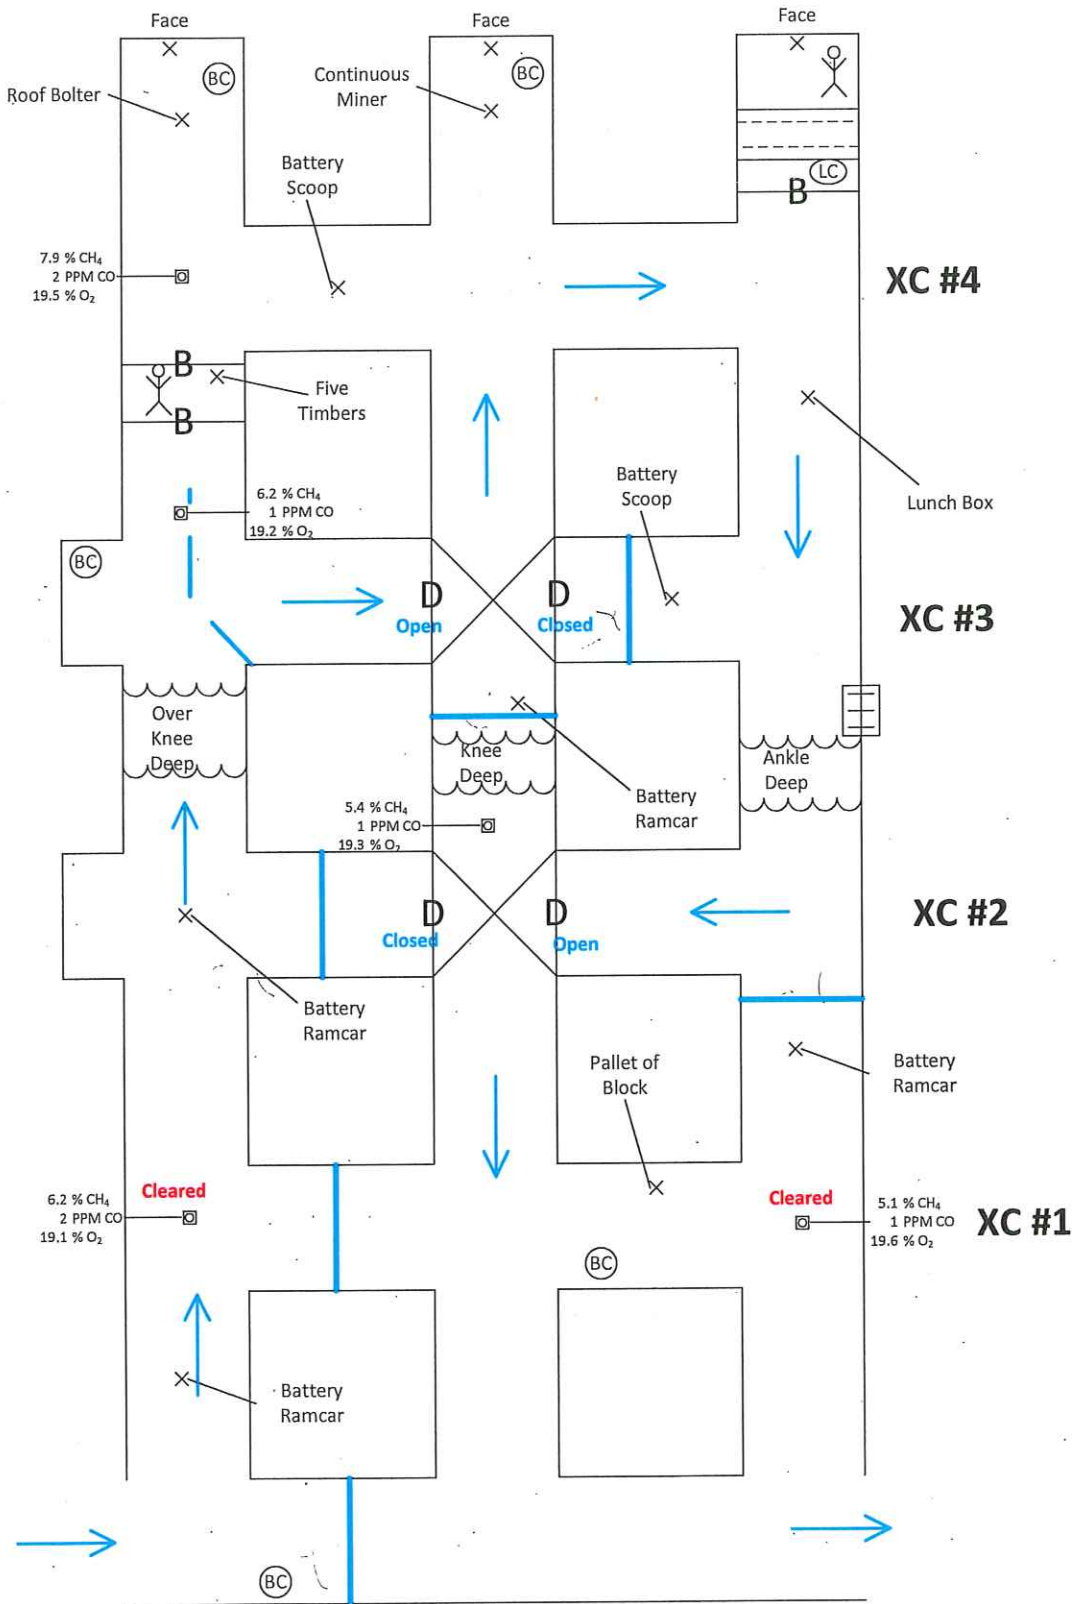 Face
Face
Face
BC
BC
Roof Bolter
Continuous
Miner
Battery
Scoop
LC
B
7.9 % CH₄
2 PPM CO
19.5 % O₂
XC #4
B
Five
Timbers
B
Battery
Scoop
Lunch Box
6.2 % CH₄
1 PPM CO
19.2 % O₂
BC
D
Open
D
Closed
XC #3
Over
Knee
Deep
Knee
Deep
Ankle
Deep
Battery
Ramcar
5.4 % CH₄
1 PPM CO
19.3 % O₂
D
Closed
D
Open
XC #2
Battery
Ramcar
Pallet of
Block
Battery
Ramcar
Cleared
6.2 % CH₄
2 PPM CO
19.1 % O₂
Cleared
5.1 % CH₄
1 PPM CO
19.6 % O₂
XC #1
BC
Battery
Ramcar
BC